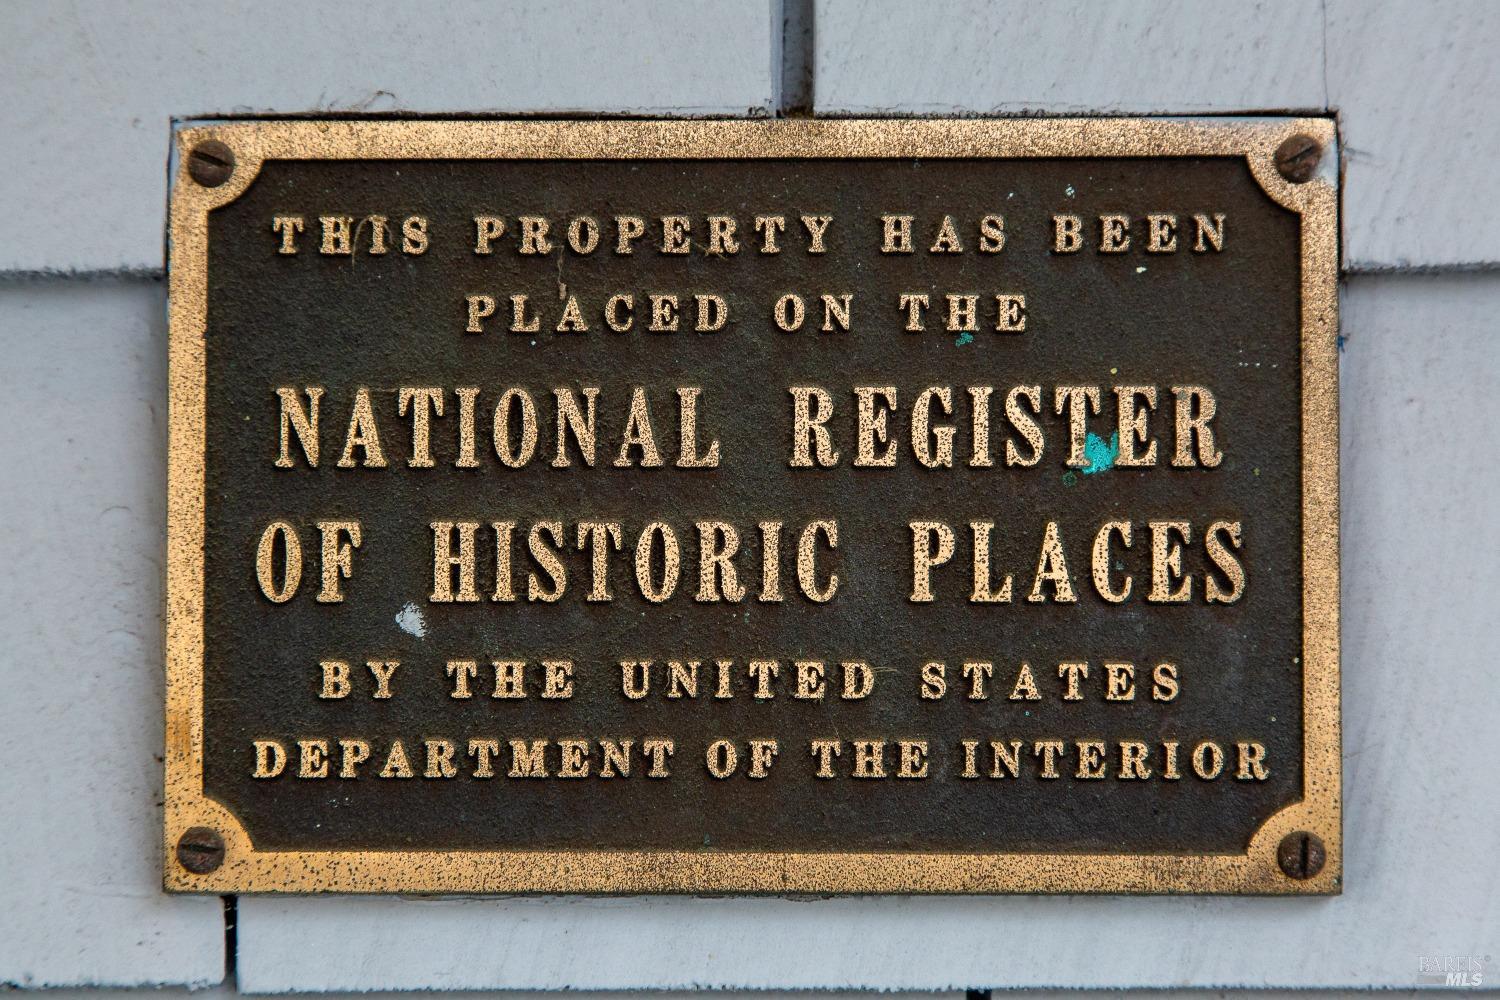 THIS PROPERTY HAS BEEN
PLACED ON THE
NATIONAL REGISTER
OF HISTORIC PLACES
BY THE UNITED STATES
DEPARTMENT OF THE INTERIOR
BAREIS®
MLS